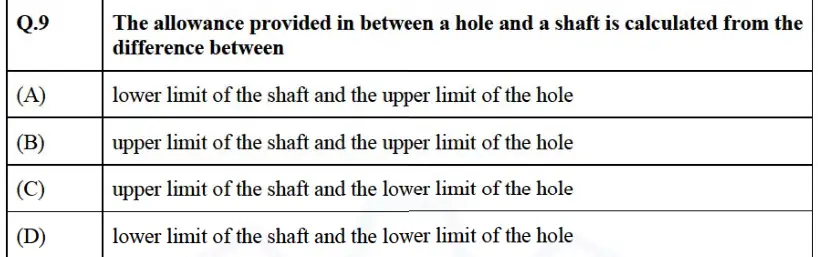 Q.9 The allowance provided in between a hole and a shaft is calculated from the
difference between
(A) lower limit of the shaft and the upper limit of the hole
(B) upper limit of the shaft and the upper limit of the hole
(C) upper limit of the shaft and the lower limit of the hole
(D) lower limit of the shaft and the lower limit of the hole